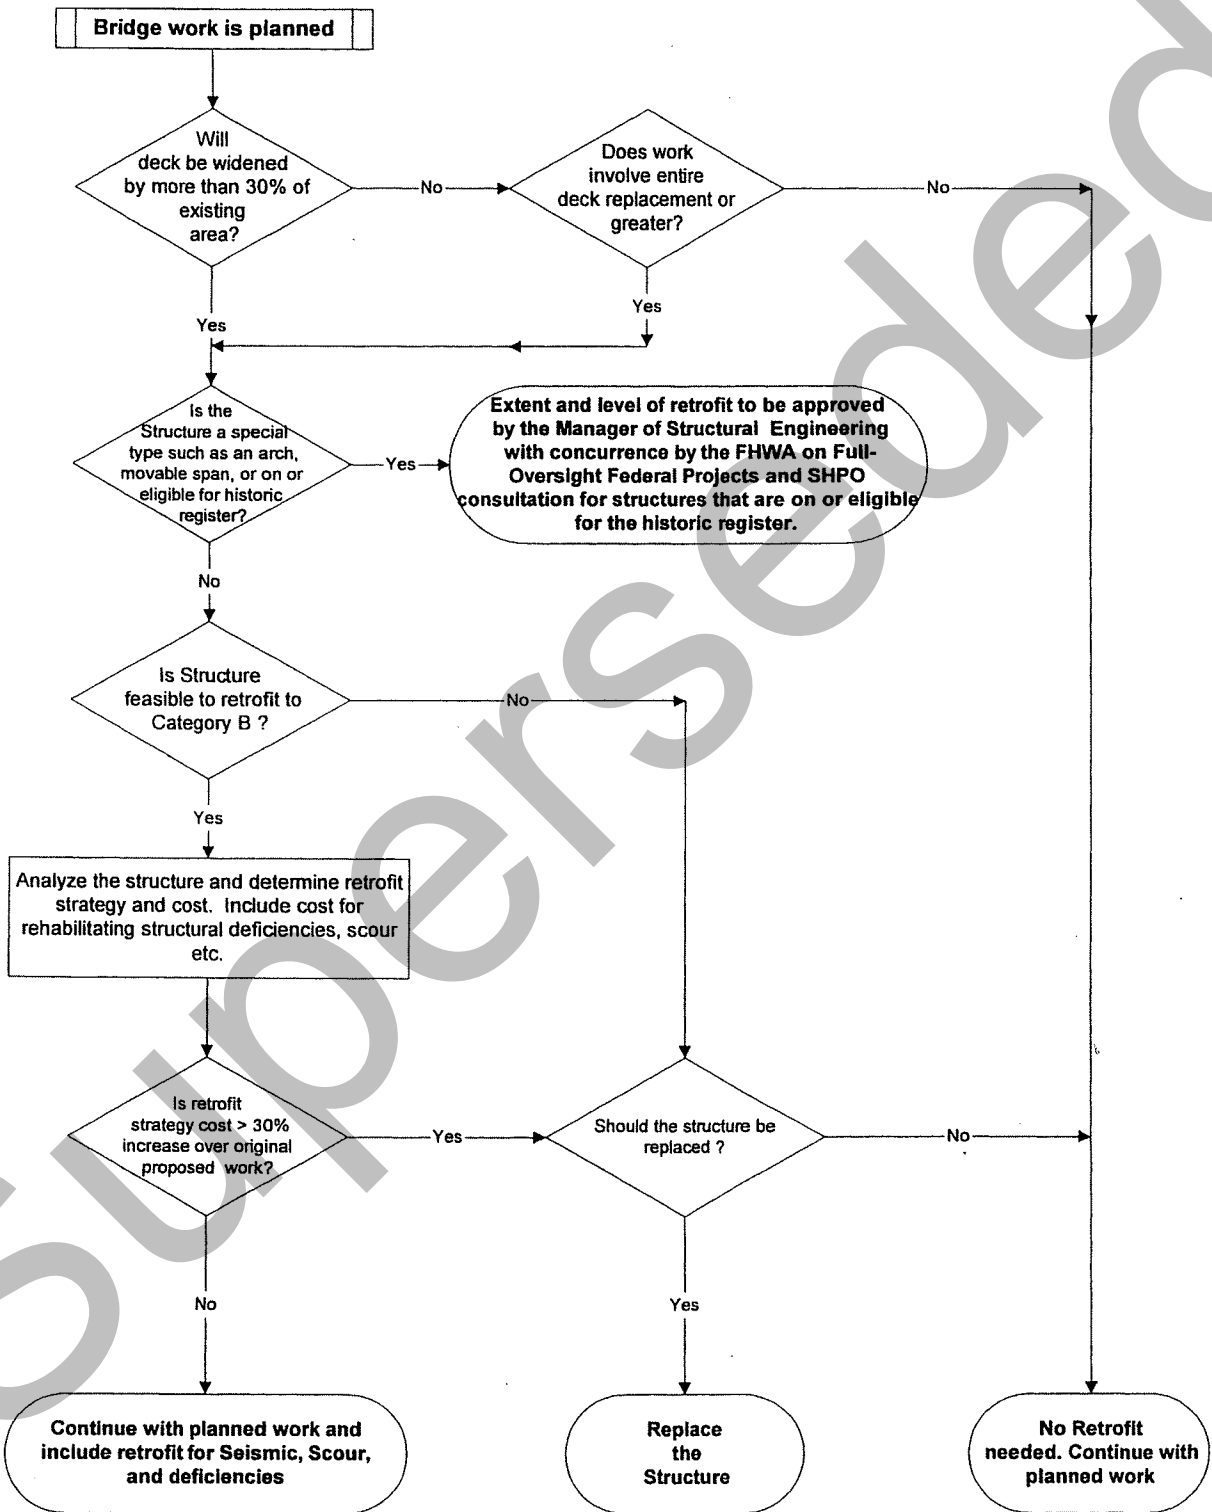 Bridge work is planned
Will
deck be widened
by more than 30% of
existing
area?
No
Does work
involve entire
deck replacement or
greater?
No
Yes
Yes
Is the
Structure a special
type such as an arch,
movable span, or on or
eligible for historic
register?
Yes
Extent and level of retrofit to be approved
by the Manager of Structural Engineering
with concurrence by the FHWA on Full-
Oversight Federal Projects and SHPO
consultation for structures that are on or eligible
for the historic register.
No
Is Structure
feasible to retrofit to
Category B ?
No
Yes
Analyze the structure and determine retrofit
strategy and cost. Include cost for
rehabilitating structural deficiencies, scour
etc.
Is retrofit
strategy cost > 30%
increase over original
proposed work?
Yes
Should the structure be
replaced ?
No
No
Yes
Continue with planned work and
include retrofit for Seismic, Scour,
and deficiencies
Replace
the
Structure
No Retrofit
needed. Continue with
planned work
Superseded